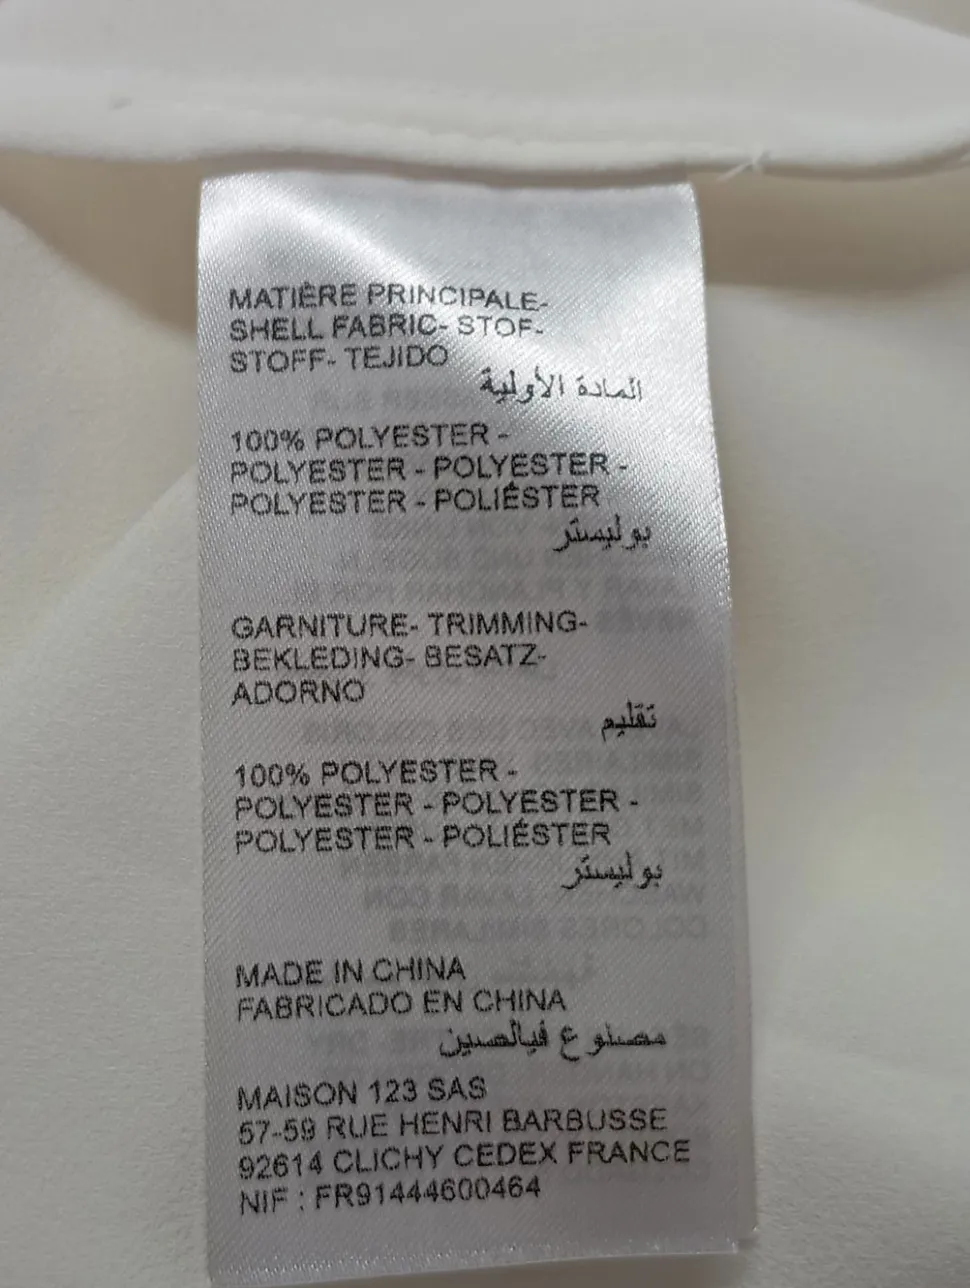 MATIÈRE PRINCIPALE-
SHELL FABRIC- STOF-
STOFF- TEJIDO
المادة الأولية
100% POLYESTER -
POLYESTER - POLYESTER -
POLYESTER - POLIÉSTER
بوليستر
GARNITURE- TRIMMING-
BEKLEDING- BESATZ-
ADORNO
تقليم
100% POLYESTER -
POLYESTER - POLYESTER -
POLYESTER - POLIÉSTER
بوليستر
MADE IN CHINA
FABRICADO EN CHINA
مصنوع فيالصين
MAISON 123 SAS
57-59 RUE HENRI BARBUSSE
92614 CLICHY CEDEX FRANCE
NIF : FR91444600464